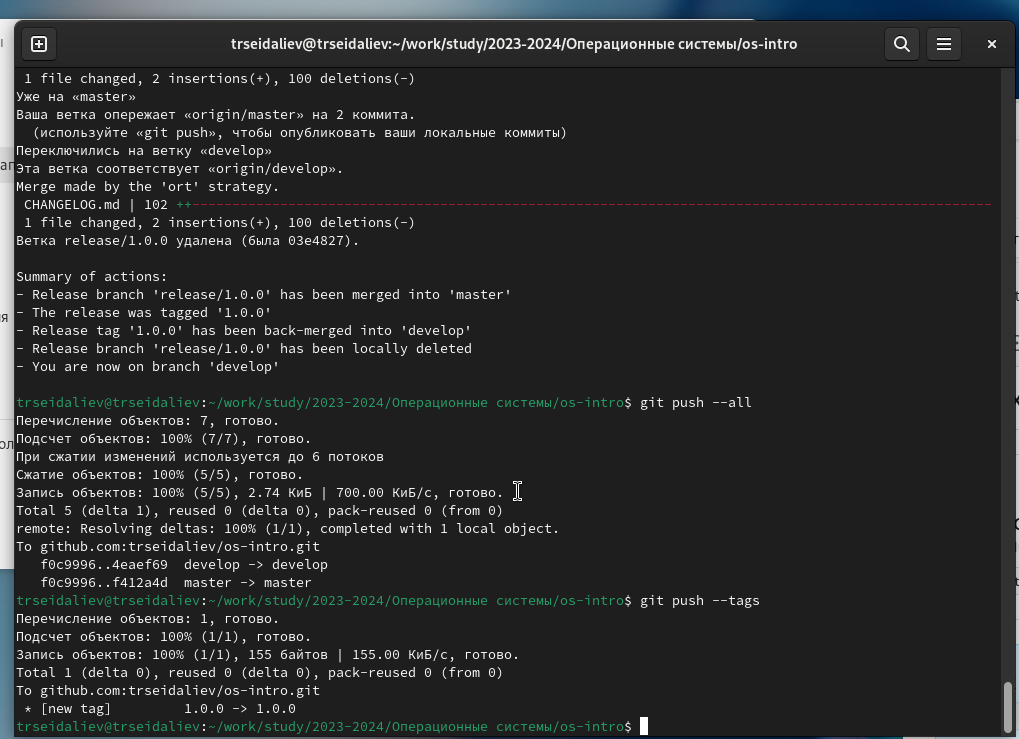 trseidaliev@trseidaliev:~/work/study/2023-2024/Операционные системы/os-intro
1 file changed, 2 insertions(+), 100 deletions(-)
Уже на «master»
Ваша ветка опережает «origin/master» на 2 коммита.
(используйте «git push», чтобы опубликовать ваши локальные коммиты)
Переключились на ветку «develop»
Эта ветка соответствует «origin/develop».
Merge made by the 'ort' strategy.
CHANGELOG.md | 102 ++----------------------------------------------------------------------------------------------------
1 file changed, 2 insertions(+), 100 deletions(-)
Ветка release/1.0.0 удалена (была 03e4827).
Summary of actions:
- Release branch 'release/1.0.0' has been merged into 'master'
- The release was tagged '1.0.0'
- Release tag '1.0.0' has been back-merged into 'develop'
- Release branch 'release/1.0.0' has been locally deleted
- You are now on branch 'develop'
trseidaliev@trseidaliev:~/work/study/2023-2024/Операционные системы/os-intro$ git push --all
Перечисление объектов: 7, готово.
Подсчет объектов: 100% (7/7), готово.
При сжатии изменений используется до 6 потоков
Сжатие объектов: 100% (5/5), готово.
Запись объектов: 100% (5/5), 2.74 КиБ | 700.00 КиБ/с, готово.
Total 5 (delta 1), reused 0 (delta 0), pack-reused 0 (from 0)
remote: Resolving deltas: 100% (1/1), completed with 1 local object.
To github.com:trseidaliev/os-intro.git
f0c9996..4eaef69  develop -> develop
f0c9996..f412a4d  master -> master
trseidaliev@trseidaliev:~/work/study/2023-2024/Операционные системы/os-intro$ git push --tags
Перечисление объектов: 1, готово.
Подсчет объектов: 100% (1/1), готово.
Запись объектов: 100% (1/1), 155 байтов | 155.00 КиБ/с, готово.
Total 1 (delta 0), reused 0 (delta 0), pack-reused 0 (from 0)
To github.com:trseidaliev/os-intro.git
* [new tag]         1.0.0 -> 1.0.0
trseidaliev@trseidaliev:~/work/study/2023-2024/Операционные системы/os-intro$